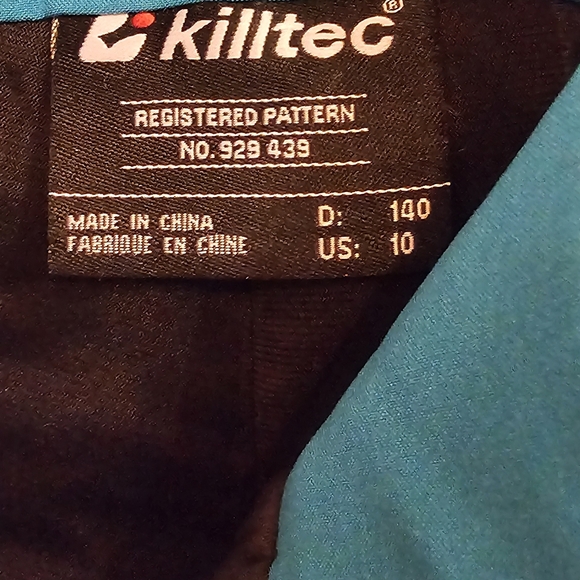 killtec®
REGISTERED PATTERN
NO. 929 439
MADE IN CHINA
FABRIQUE EN CHINE
D: 140
US: 10